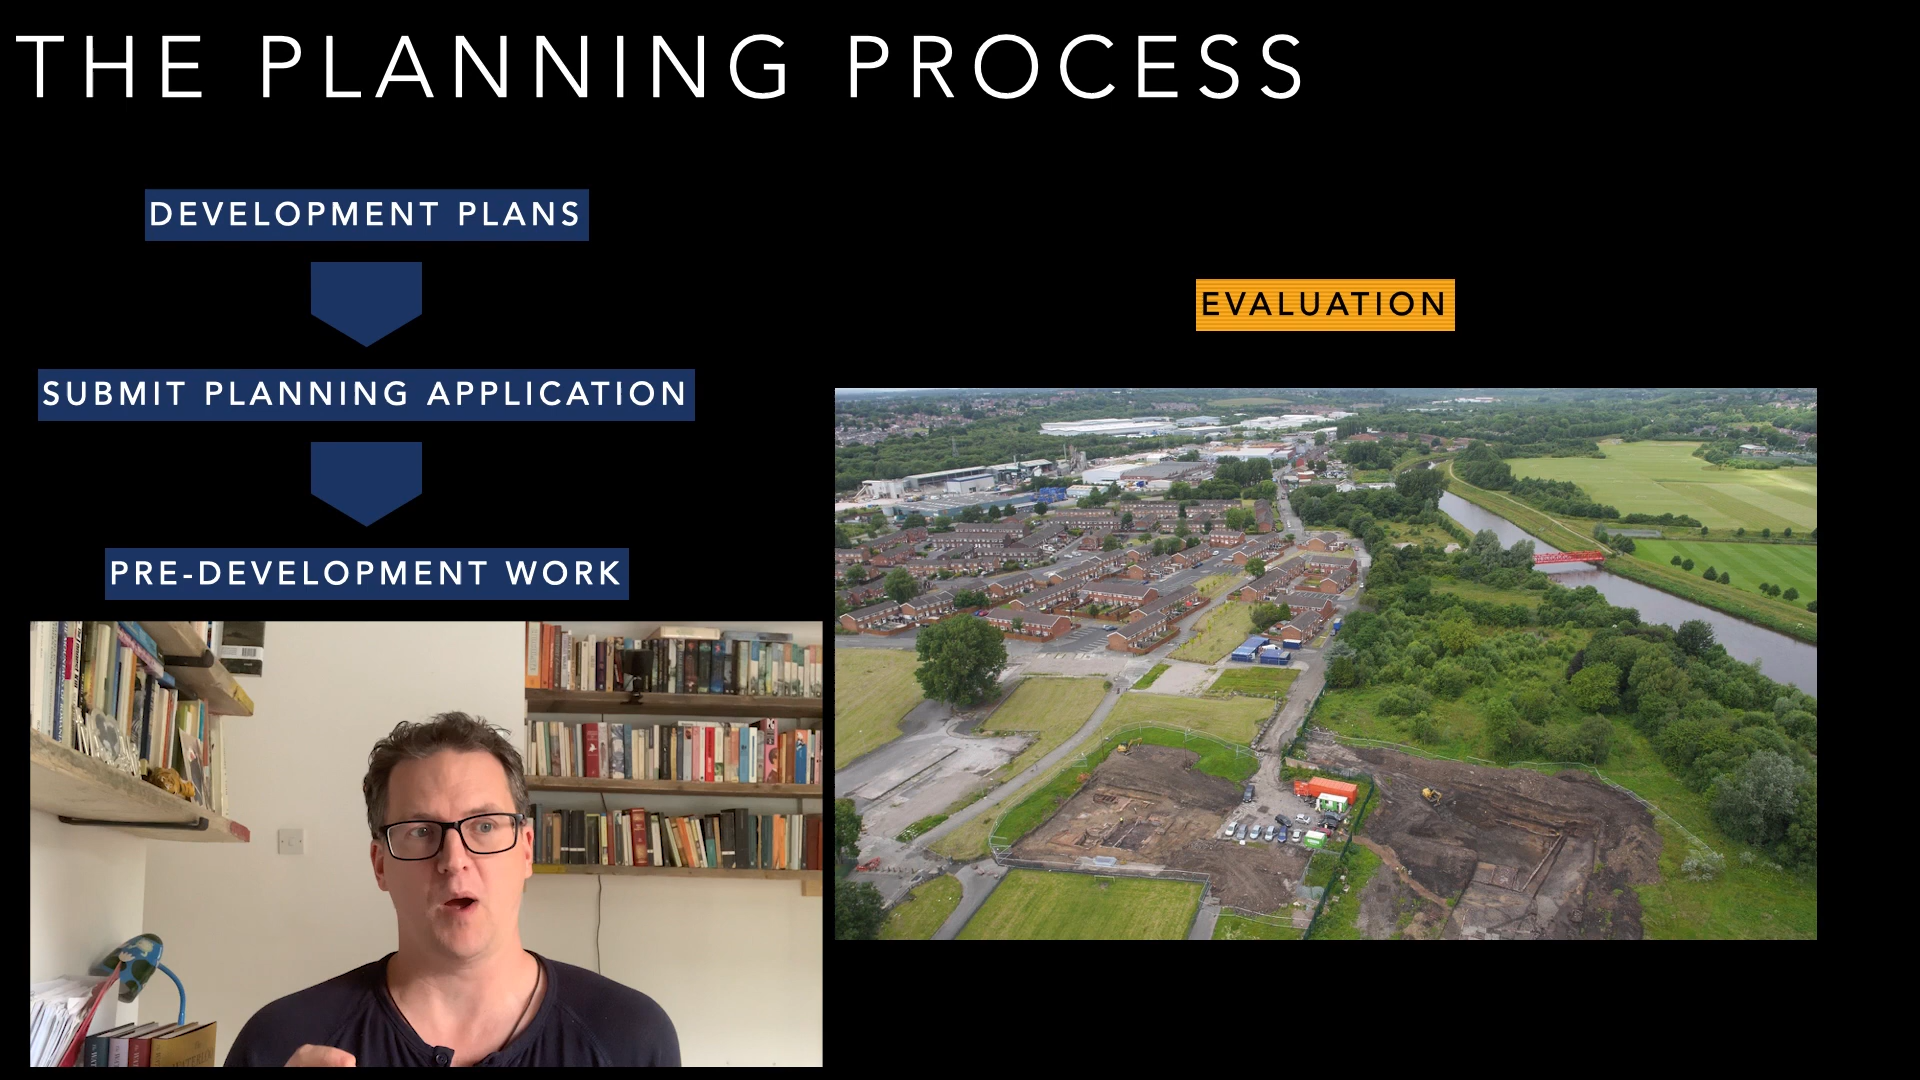 THE PLANNING PROCESS
DEVELOPMENT PLANS
SUBMIT PLANNING APPLICATION
PRE-DEVELOPMENT WORK
EVALUATION